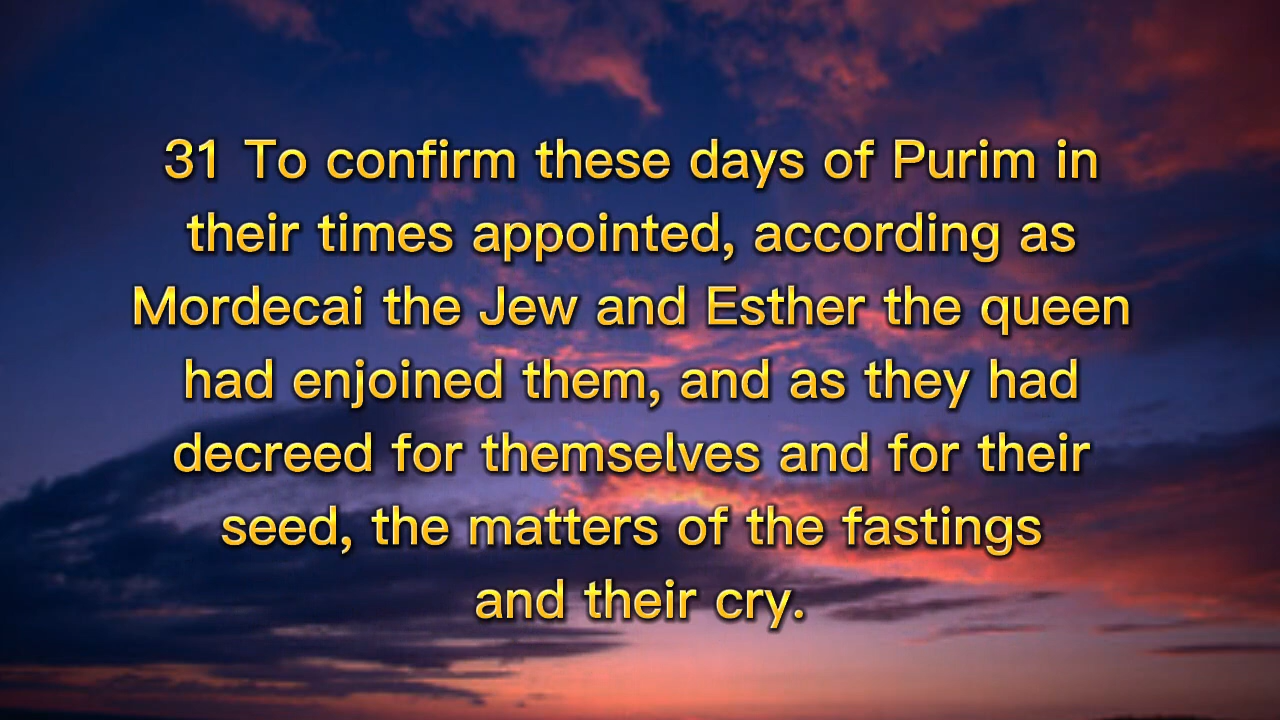 31 To confirm these days of Purim in
their times appointed, according as
Mordecai the Jew and Esther the queen
had enjoined them, and as they had
decreed for themselves and for their
seed, the matters of the fastings
and their cry.